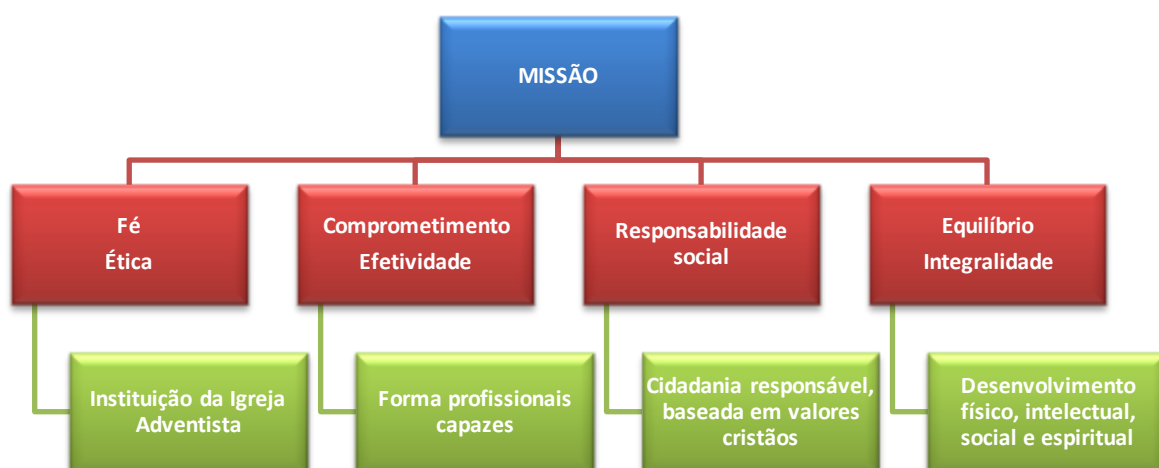 MISSÃO
Fé
Ética
Comprometimento
Efetividade
Responsabilidade
social
Equilíbrio
Integralidade
Instituição da Igreja
Adventista
Forma profissionais
capazes
Cidadania responsável,
baseada em valores
cristãos
Desenvolvimento
físico, intelectual,
social e espiritual